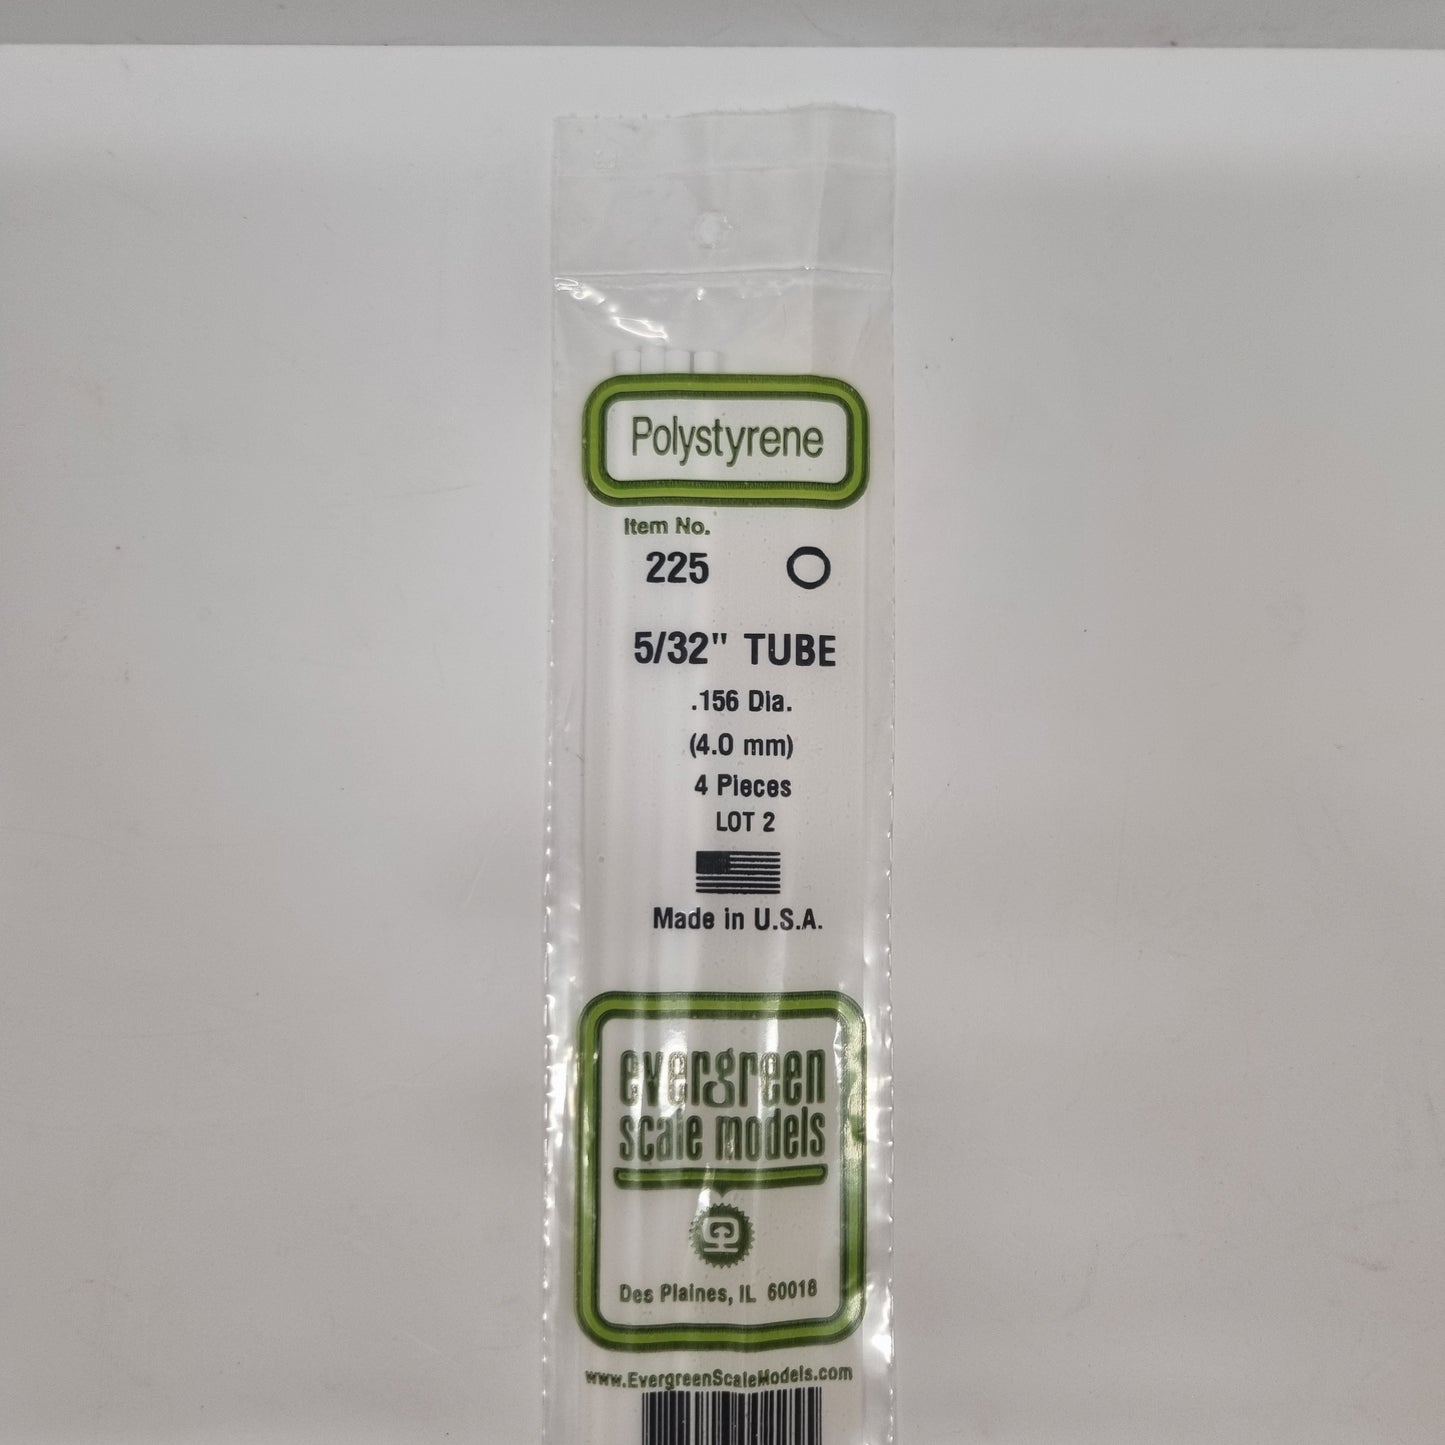 Polystyrene
Item No.
225
5/32" TUBE
.156 Dia.
(4.0 mm)
4 Pieces
LOT 2
Made in U.S.A.
evergreen
scale models
Des Plaines, IL 60018
www.EvergreenScaleModels.com